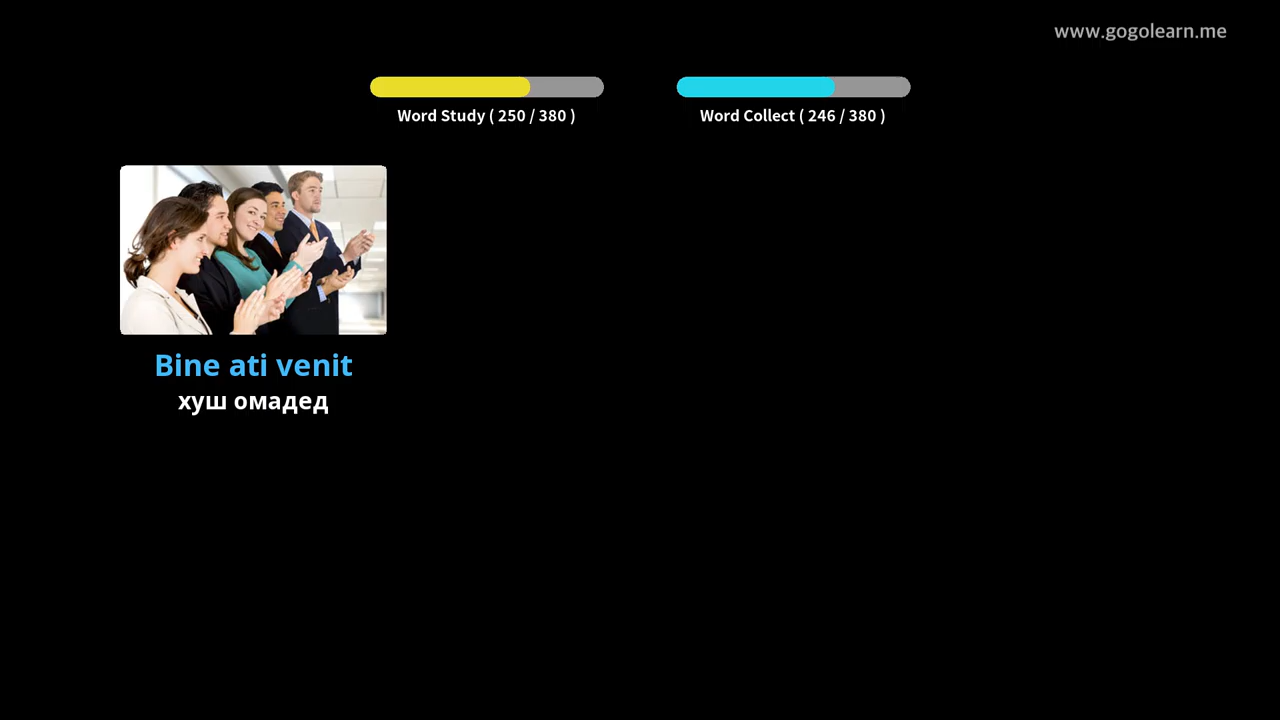 www.gogolearn.me
Word Study ( 250 / 380 )
Word Collect ( 246 / 380 )
Bine ati venit
хуш омадед